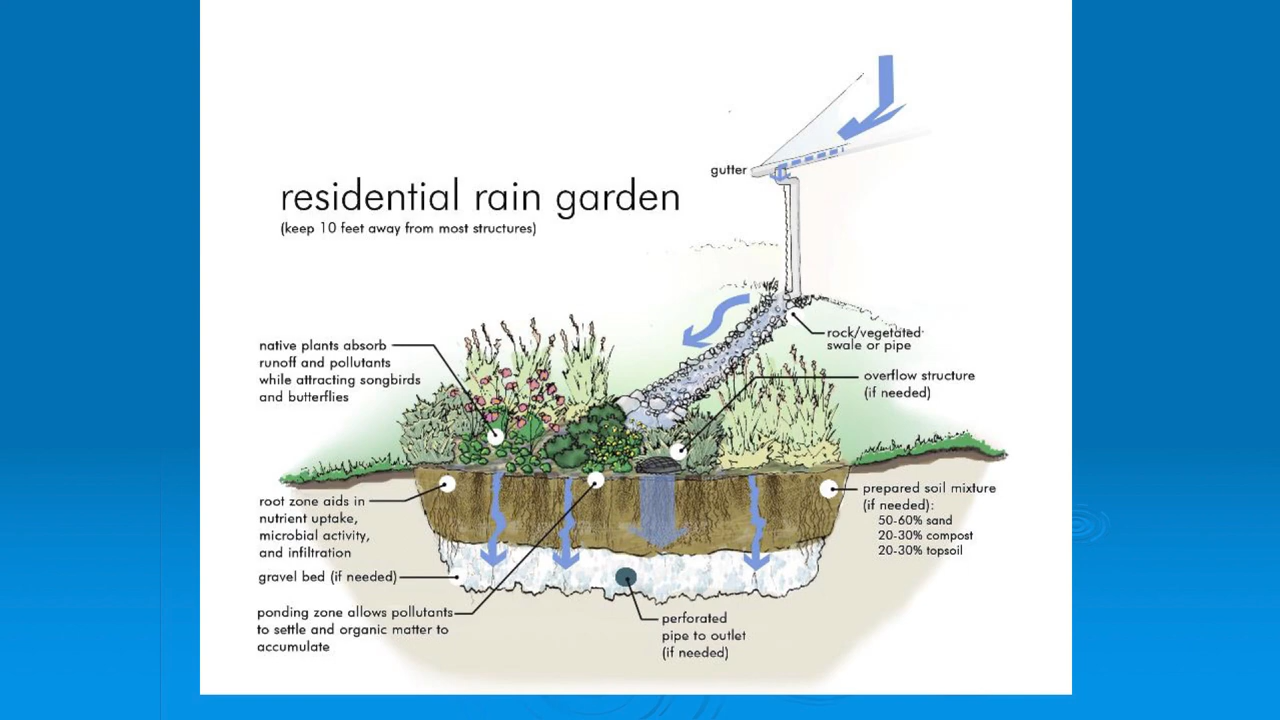 gutter
residential rain garden
(keep 10 feet away from most structures)
rock/vegetated
swale or pipe
native plants absorb
runoff and pollutants
while attracting songbirds
and butterflies
overflow structure
(if needed)
root zone aids in
nutrient uptake,
microbial activity,
and infiltration
prepared soil mixture
(if needed):
50-60% sand
20-30% compost
20-30% topsoil
gravel bed (if needed)
ponding zone allows pollutants
to settle and organic matter to
accumulate
perforated
pipe to outlet
(if needed)